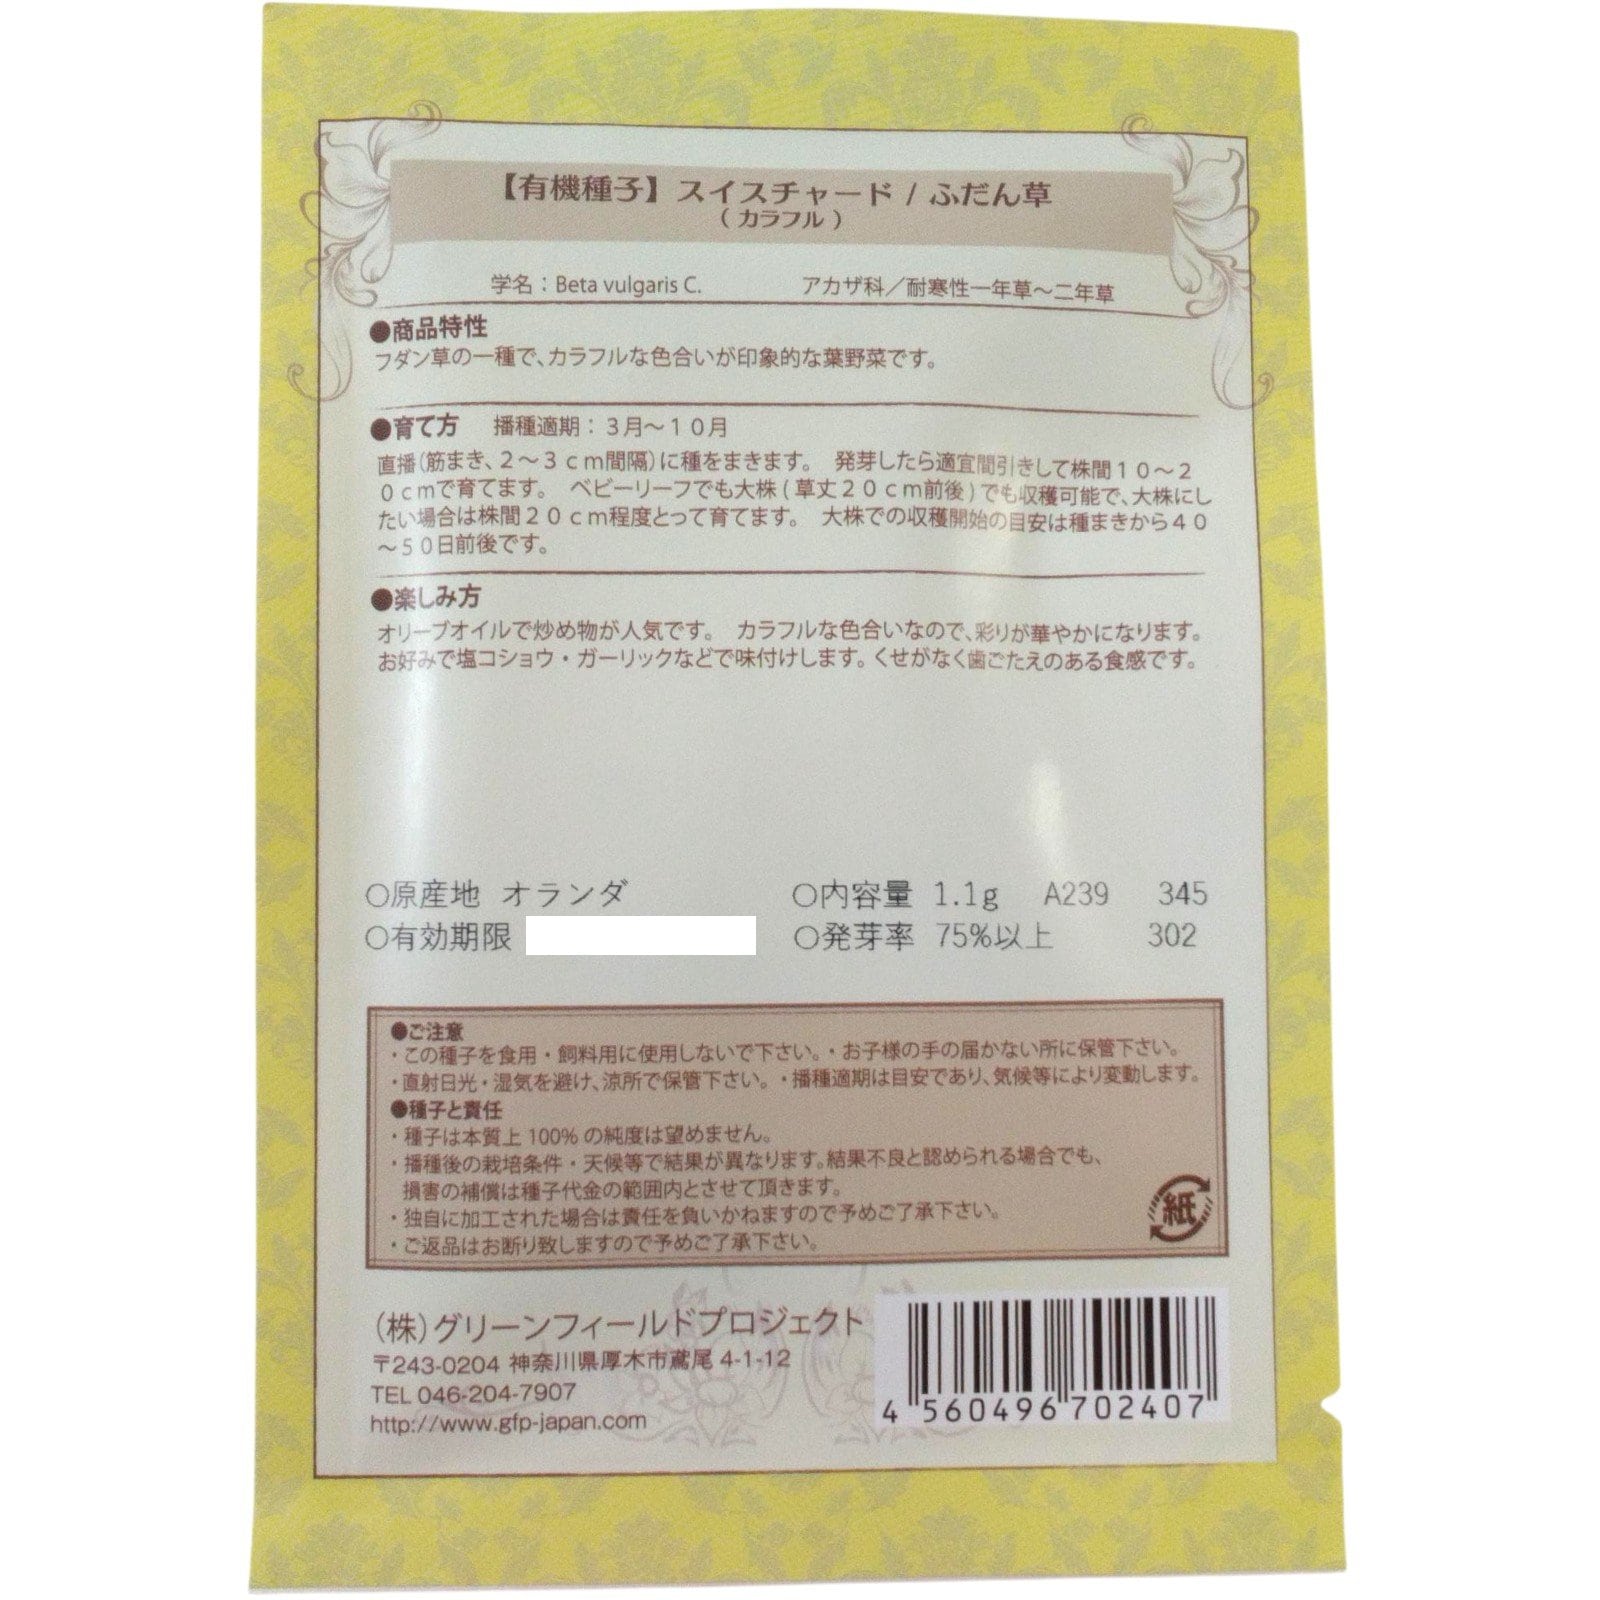 【有機種子】スイスチャード / ふだん草
（カラフル）
学名：Beta vulgaris C.　　アカザ科／耐寒性一年草～二年草
●商品特性
フダン草の一種で、カラフルな色合いが印象的な葉野菜です。
●育て方　播種適期：３月～１０月
直播（筋まき、２～３ｃｍ間隔）に種をまきます。　発芽したら適宜間引きして株間１０～２
０ｃｍで育てます。　ベビーリーフでも大株（草丈２０ｃｍ前後）でも収穫可能で、大株にし
たい場合は株間２０ｃｍ程度とって育てます。　大株での収穫開始の目安は種まきから４０
～５０日前後です。
●楽しみ方
オリーブオイルで炒め物が人気です。　カラフルな色合いなので、彩りが華やかになります。
お好みで塩コショウ・ガーリックなどで味付けします。くせがなく歯ごたえのある食感です。
○原産地　オランダ　　○内容量　1.1g　A239　345
○有効期限　　○発芽率　75%以上　302
●ご注意
・この種子を食用・飼料用に使用しないで下さい。・お子様の手の届かない所に保管下さい。
・直射日光・湿気を避け、涼所で保管下さい。・播種適期は目安であり、気候等により変動します。
●種子と責任
・種子は本質上 100% の純度は望めません。
・播種後の栽培条件・天候等で結果が異なります。結果不良と認められる場合でも、
損害の補償は種子代金の範囲内とさせて頂きます。
・独自に加工された場合は責任を負いかねますので予めご了承下さい。
・ご返品はお断り致しますので予めご了承下さい。
紙
（株）グリーンフィールドプロジェクト
〒243-0204 神奈川県厚木市鳶尾 4-1-12
TEL 046-204-7907
http://www.gfp-japan.com
4 560496 702407